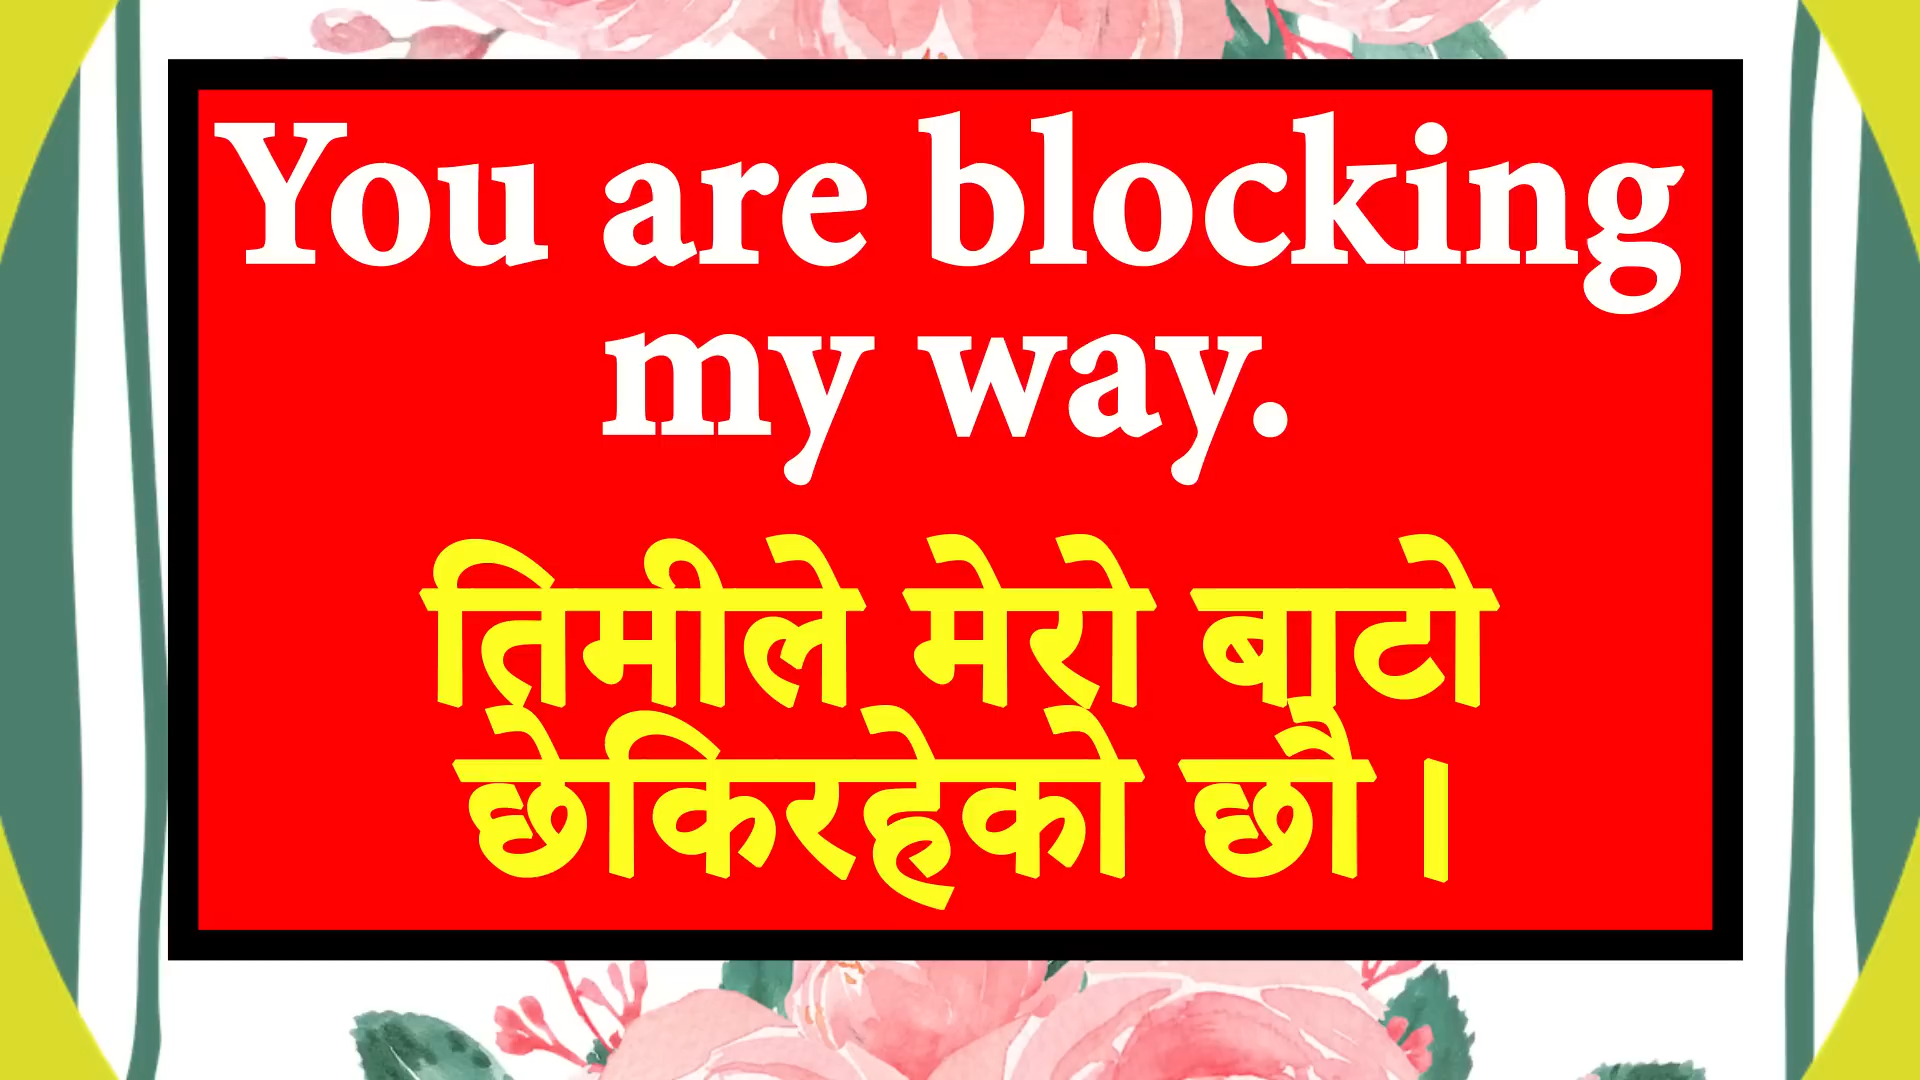 You are blocking
my way.
तिमीले मेरो बाटो
छेकिरहेको छौ ।